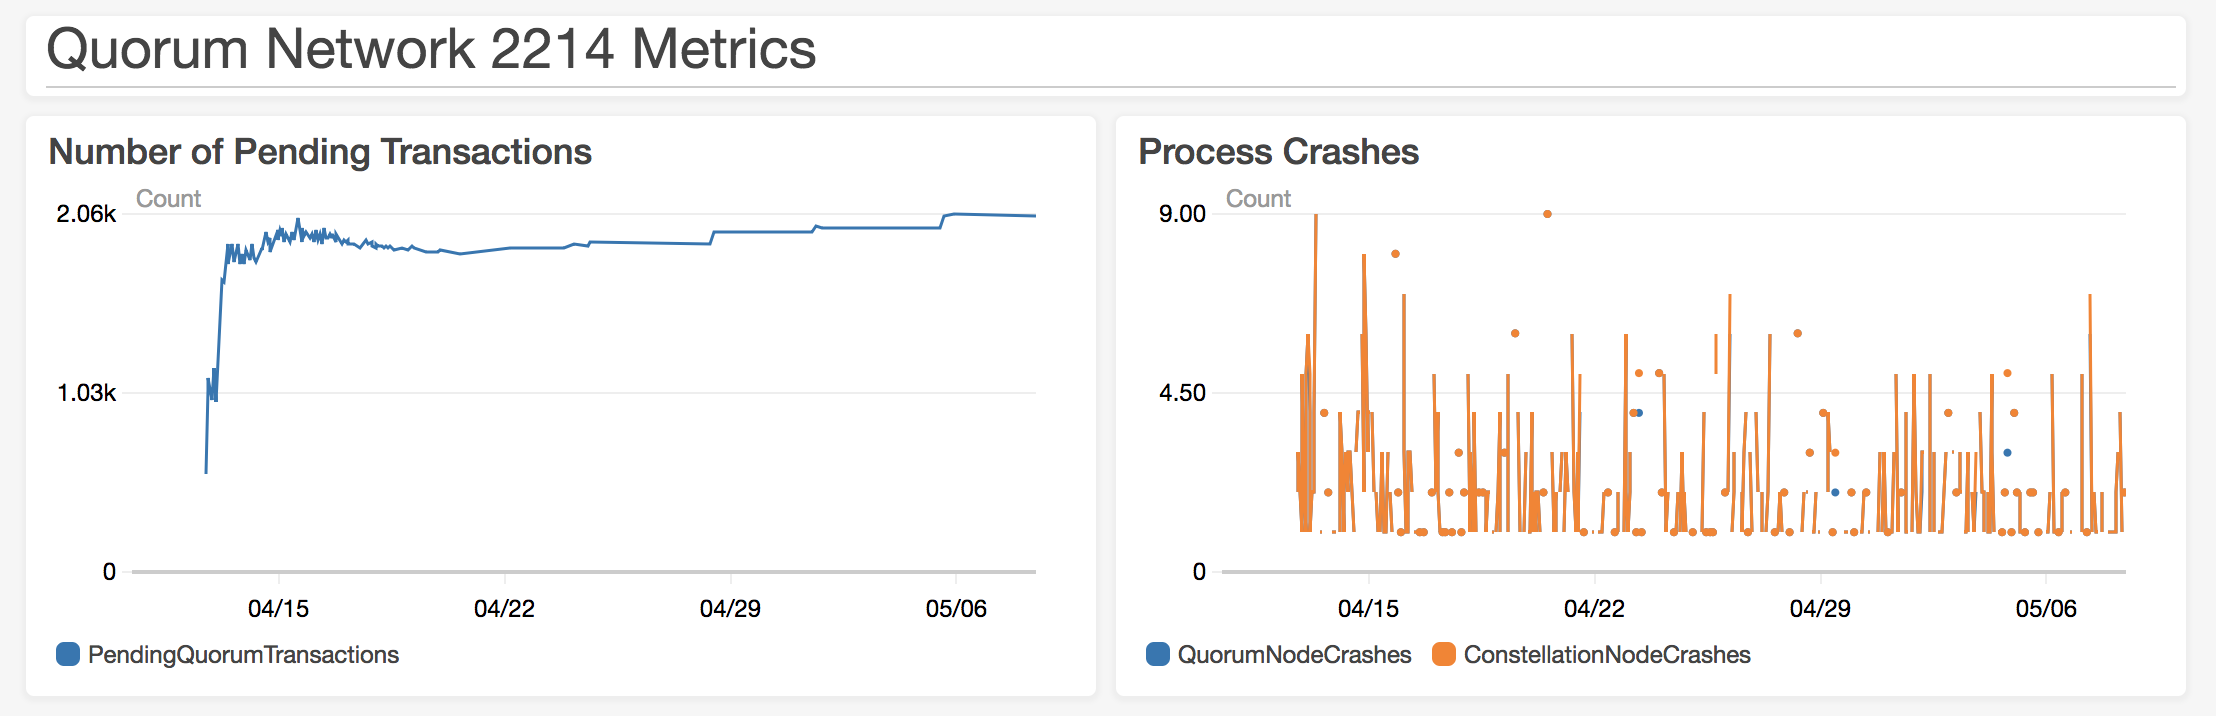 Quorum Network 2214 Metrics
Number of Pending Transactions
Count
2.06k
1.03k
0
04/15 04/22 04/29 05/06
PendingQuorumTransactions
Process Crashes
Count
9.00
4.50
0
04/15 04/22 04/29 05/06
QuorumNodeCrashes ConstellationNodeCrashes